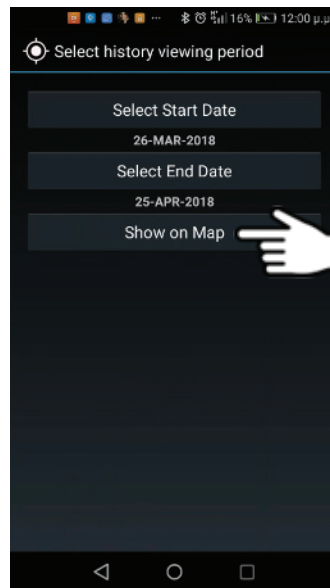 16% 12:00 μ.μ
Select history viewing period
Select Start Date
26-MAR-2018
Select End Date
25-APR-2018
Show on Map